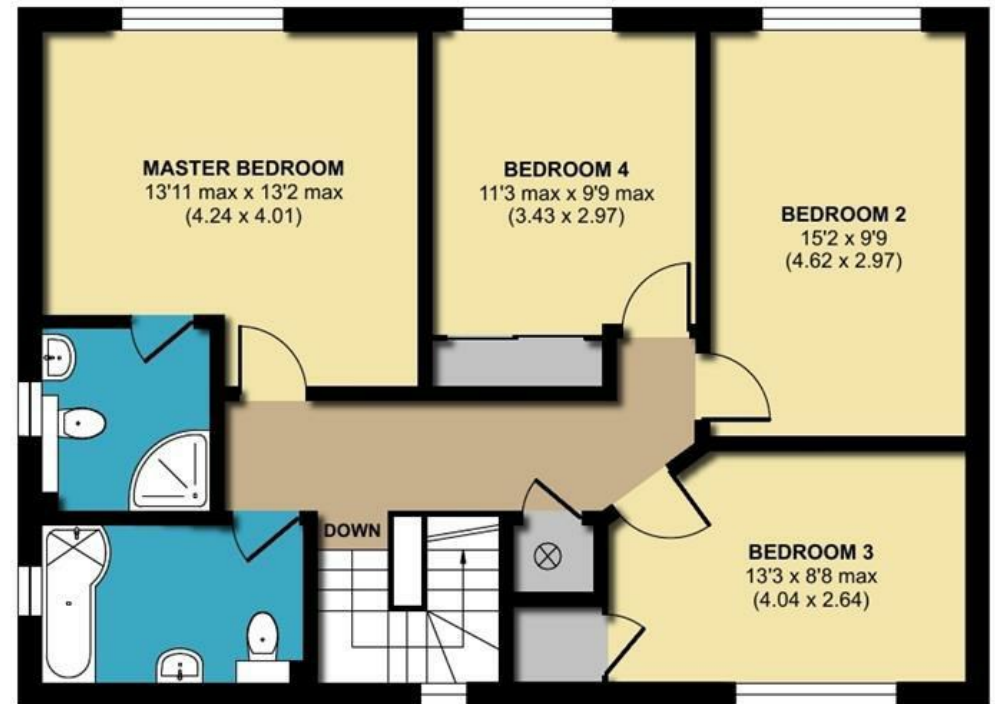 MASTER BEDROOM
13'11 max x 13'2 max
(4.24 x 4.01)
BEDROOM 4
11'3 max x 9'9 max
(3.43 x 2.97)
BEDROOM 2
15'2 x 9'9
(4.62 x 2.97)
DOWN
BEDROOM 3
13'3 x 8'8 max
(4.04 x 2.64)